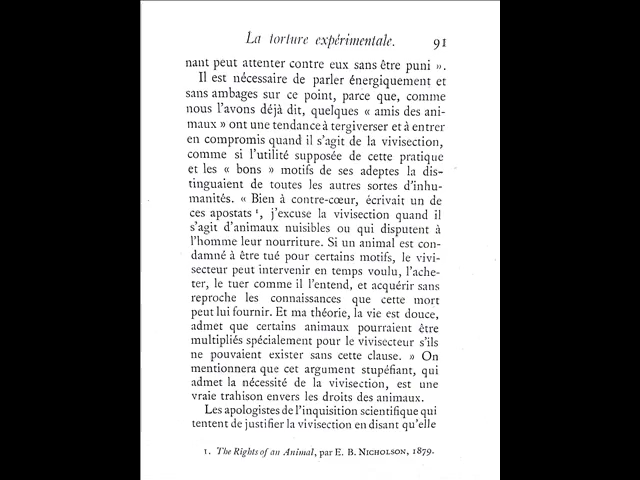 La torture expérimentale. 91
nant peut attenter contre eux sans être puni ».
Il est nécessaire de parler énergiquement et
sans ambages sur ce point, parce que, comme
nous l'avons déjà dit, quelques « amis des ani-
maux » ont une tendance à tergiverser et à entrer
en compromis quand il s'agit de la vivisection,
comme si l'utilité supposée de cette pratique
et les « bons » motifs de ses adeptes la dis-
tinguaient de toutes les autres sortes d'inhu-
manités. « Bien à contre-cœur, écrivait un de
ces apostats ¹, j'excuse la vivisection quand il
s'agit d'animaux nuisibles ou qui disputent à
l'homme leur nourriture. Si un animal est con-
damné à être tué pour certains motifs, le vivi-
secteur peut intervenir en temps voulu, l'ache-
ter, le tuer comme il l'entend, et acquérir sans
reproche les connaissances que cette mort
peut lui fournir. Et ma théorie, la vie est douce,
admet que certains animaux pourraient être
multipliés spécialement pour le vivisecteur s'ils
ne pouvaient exister sans cette clause. » On
mentionnera que cet argument stupéfiant, qui
admet la nécessité de la vivisection, est une
vraie trahison envers les droits des animaux.
Les apologistes de l'inquisition scientifique qui
tentent de justifier la vivisection en disant qu'elle
1. The Rights of an Animal, par E. B. NICHOLSON, 1879.